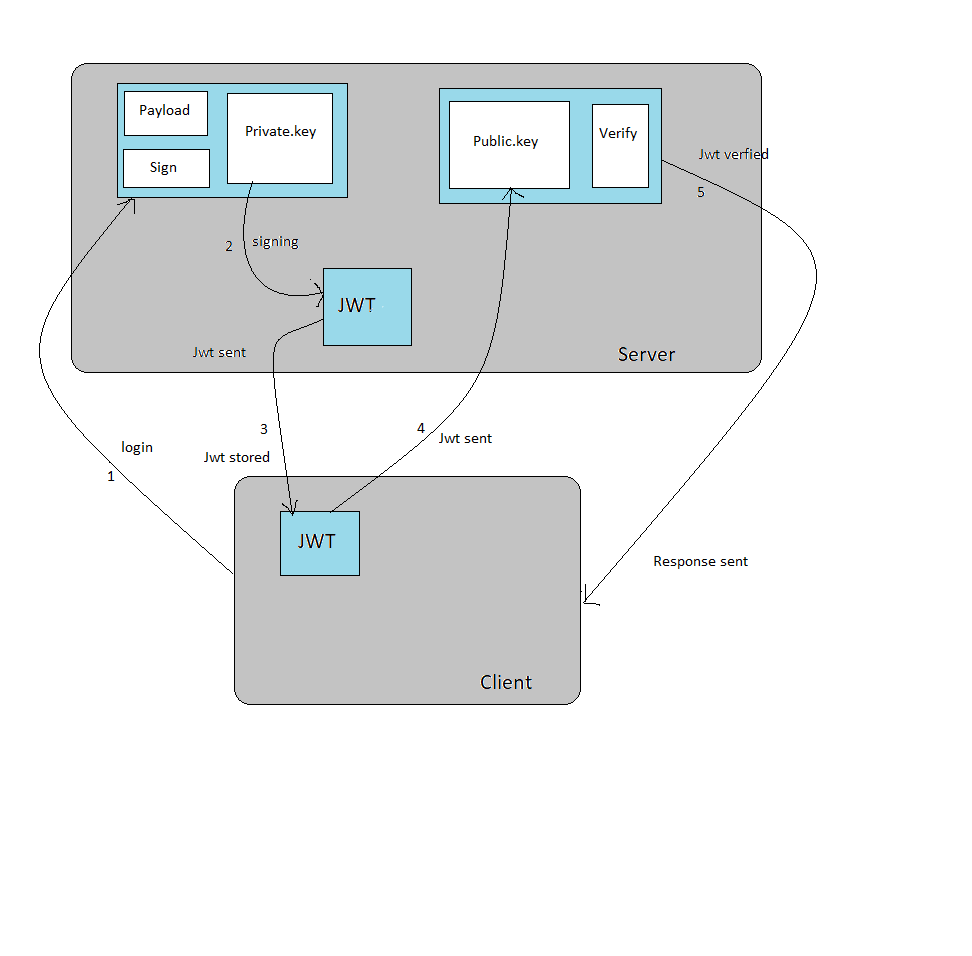 Payload
Private.key
Sign
Public.key
Verify
Jwt verfied
5
2
signing
JWT
Jwt sent
Server
3
4
Jwt sent
login
Jwt stored
1
JWT
Response sent
Client